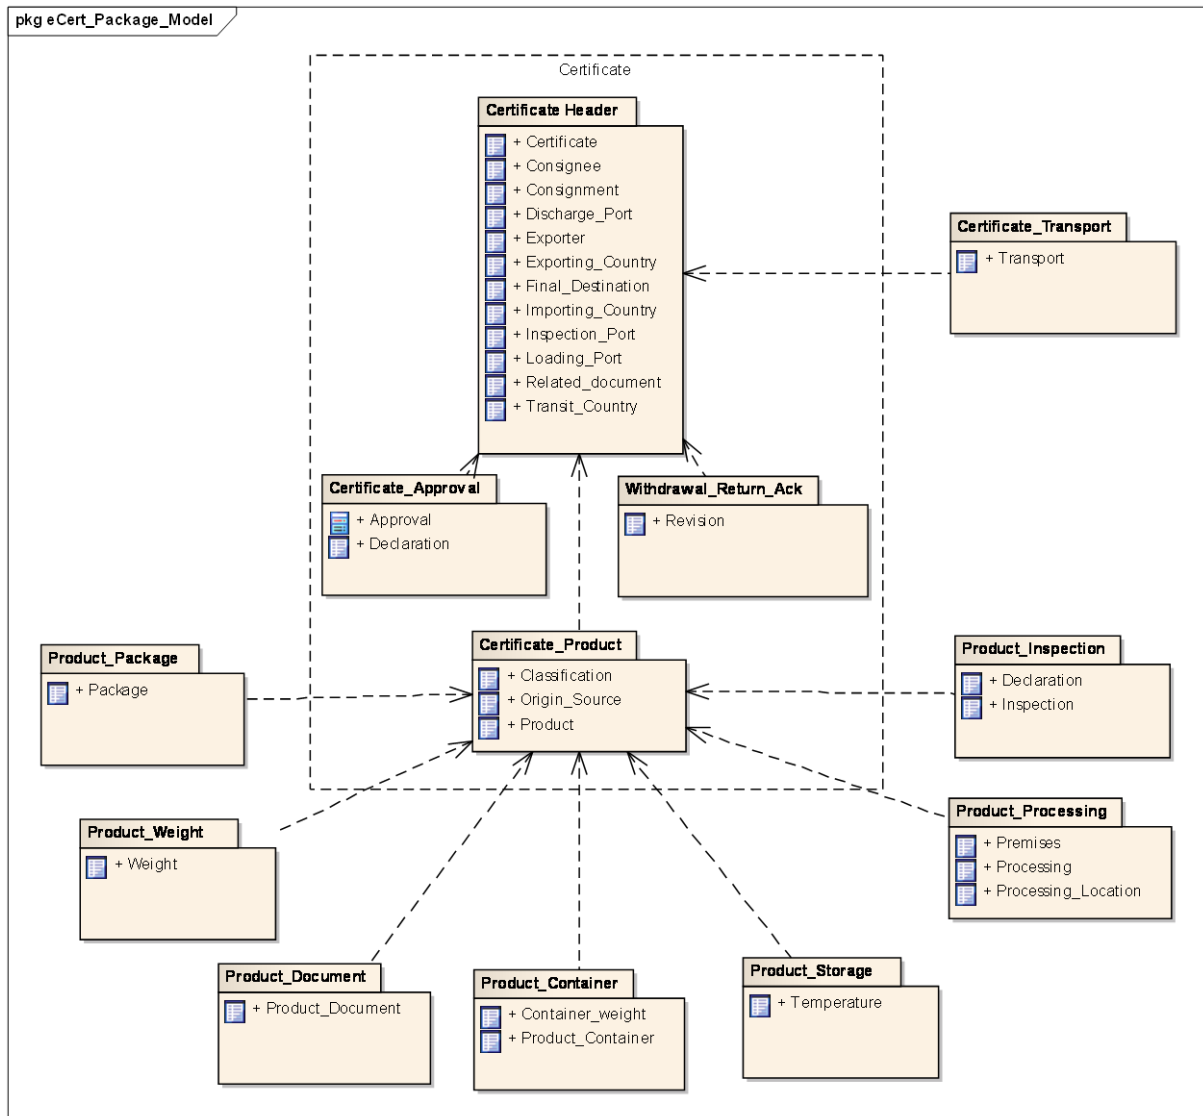 pkg eCert_Package_Model
Certificate
Certificate Header
+ Certificate
+ Consignee
+ Consignment
+ Discharge_Port
+ Exporter
+ Exporting_Country
+ Final_Destination
+ Importing_Country
+ Inspection_Port
+ Loading_Port
+ Related_document
+ Transit_Country
Certificate_Transport
+ Transport
Certificate_Approval
+ Approval
+ Declaration
Withdrawal_Return_Ack
+ Revision
Product_Package
+ Package
Certificate_Product
+ Classification
+ Origin_Source
+ Product
Product_Inspection
+ Declaration
+ Inspection
Product_Weight
+ Weight
Product_Processing
+ Premises
+ Processing
+ Processing_Location
Product_Document
+ Product_Document
Product_Container
+ Container_weight
+ Product_Container
Product_Storage
+ Temperature